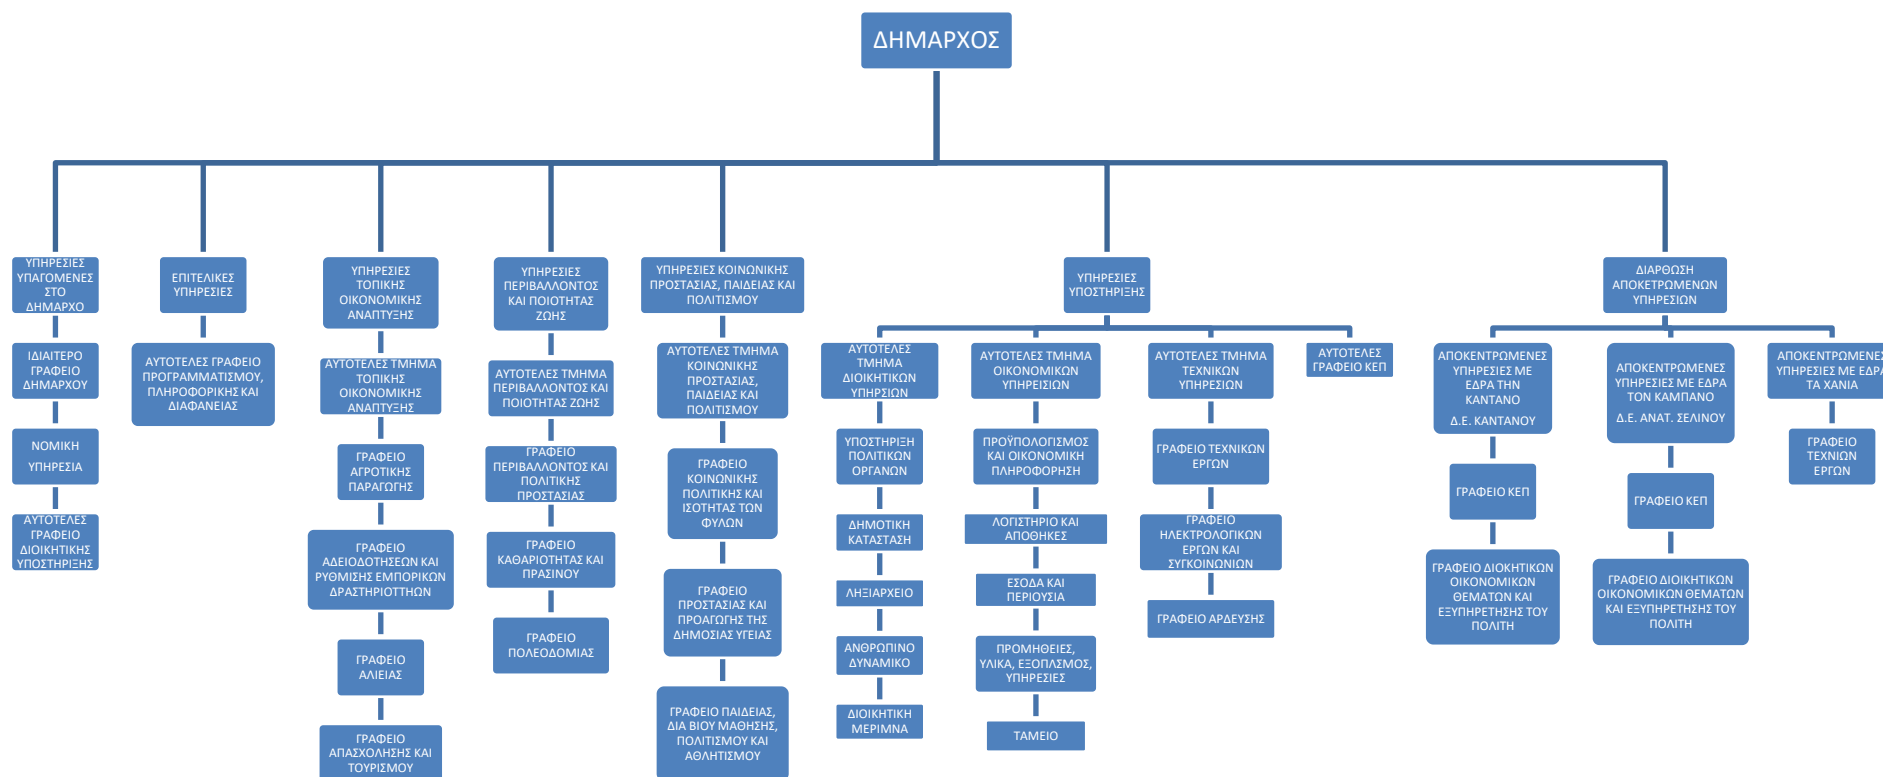 ΔΗΜΑΡΧΟΣ
ΥΠΗΡΕΣΙΕΣ
ΥΠΑΓΟΜΕΝΕΣ
ΣΤΟ
ΔΗΜΑΡΧΟ
ΙΔΙΑΙΤΕΡΟ
ΓΡΑΦΕΙΟ
ΔΗΜΑΡΧΟΥ
ΝΟΜΙΚΗ
ΥΠΗΡΕΣΙΑ
ΑΥΤΟΤΕΛΕΣ
ΓΡΑΦΕΙΟ
ΔΙΟΙΚΗΤΙΚΗΣ
ΥΠΟΣΤΗΡΙΞΗΣ
ΕΠΙΤΕΛΙΚΕΣ
ΥΠΗΡΕΣΙΕΣ
ΑΥΤΟΤΕΛΕΣ ΓΡΑΦΕΙΟ
ΠΡΟΓΡΑΜΜΑΤΙΣΜΟΥ,
ΠΛΗΡΟΦΟΡΙΚΗΣ ΚΑΙ
ΔΙΑΦΑΝΕΙΑΣ
ΥΠΗΡΕΣΙΕΣ
ΤΟΠΙΚΗΣ
ΟΙΚΟΝΟΜΙΚΗΣ
ΑΝΑΠΤΥΞΗΣ
ΑΥΤΟΤΕΛΕΣ ΤΜΗΜΑ
ΤΟΠΙΚΗΣ
ΟΙΚΟΝΟΜΙΚΗΣ
ΑΝΑΠΤΥΞΗΣ
ΓΡΑΦΕΙΟ
ΑΓΡΟΤΙΚΗΣ
ΠΑΡΑΓΩΓΗΣ
ΓΡΑΦΕΙΟ
ΑΔΕΙΟΔΟΤΗΣΕΩΝ ΚΑΙ
ΡΥΘΜΙΣΗΣ ΕΜΠΟΡΙΚΩΝ
ΔΡΑΣΤΗΡΙΟΤΤΗΩΝ
ΓΡΑΦΕΙΟ
ΑΛΙΕΙΑΣ
ΓΡΑΦΕΙΟ
ΑΠΑΣΧΟΛΗΣΗΣ ΚΑΙ
ΤΟΥΡΙΣΜΟΥ
ΥΠΗΡΕΣΙΕΣ
ΠΕΡΙΒΑΛΛΟΝΤΟΣ
ΚΑΙ ΠΟΙΟΤΗΤΑΣ
ΖΩΗΣ
ΑΥΤΟΤΕΛΕΣ ΤΜΗΜΑ
ΠΕΡΙΒΑΛΛΟΝΤΟΣ ΚΑΙ
ΠΟΙΟΤΗΤΑΣ ΖΩΗΣ
ΓΡΑΦΕΙΟ
ΠΕΡΙΒΑΛΛΟΝΤΟΣ ΚΑΙ
ΠΟΛΙΤΙΚΗΣ
ΠΡΟΣΤΑΣΙΑΣ
ΓΡΑΦΕΙΟ
ΚΑΘΑΡΙΟΤΗΤΑΣ ΚΑΙ
ΠΡΑΣΙΝΟΥ
ΓΡΑΦΕΙΟ
ΠΟΛΕΟΔΟΜΙΑΣ
ΥΠΗΡΕΣΙΕΣ ΚΟΙΝΩΝΙΚΗΣ
ΠΡΟΣΤΑΣΙΑΣ, ΠΑΙΔΕΙΑΣ ΚΑΙ
ΠΟΛΙΤΙΣΜΟΥ
ΑΥΤΟΤΕΛΕΣ ΤΜΗΜΑ
ΚΟΙΝΩΝΙΚΗΣ
ΠΡΟΣΤΑΣΙΑΣ,
ΠΑΙΔΕΙΑΣ ΚΑΙ
ΠΟΛΙΤΙΣΜΟΥ
ΓΡΑΦΕΙΟ
ΚΟΙΝΩΝΙΚΗΣ
ΠΟΛΙΤΙΚΗΣ ΚΑΙ
ΙΣΟΤΗΤΑΣ ΤΩΝ
ΦΥΛΩΝ
ΓΡΑΦΕΙΟ
ΠΡΟΣΤΑΣΙΑΣ ΚΑΙ
ΠΡΟΑΓΩΓΗΣ ΤΗΣ
ΔΗΜΟΣΙΑΣ ΥΓΕΙΑΣ
ΓΡΑΦΕΙΟ ΠΑΙΔΕΙΑΣ,
ΔΙΑ ΒΙΟΥ ΜΑΘΗΣΗΣ,
ΠΟΛΙΤΙΣΜΟΥ ΚΑΙ
ΑΘΛΗΤΙΣΜΟΥ
ΥΠΗΡΕΣΙΕΣ
ΥΠΟΣΤΗΡΙΞΗΣ
ΑΥΤΟΤΕΛΕΣ
ΤΜΗΜΑ
ΔΙΟΙΚΗΤΙΚΩΝ
ΥΠΗΡΣΙΩΝ
ΥΠΟΣΤΗΡΙΞΗ
ΠΟΛΙΤΙΚΩΝ
ΟΡΓΑΝΩΝ
ΔΗΜΟΤΙΚΗ
ΚΑΤΑΣΤΑΣΗ
ΛΗΞΙΑΡΧΕΙΟ
ΑΝΘΡΩΠΙΝΟ
ΔΥΝΑΜΙΚΟ
ΔΙΟΙΚΗΤΙΚΗ
ΜΕΡΙΜΝΑ
ΑΥΤΟΤΕΛΕΣ ΤΜΗΜΑ
ΟΙΚΟΝΟΜΙΚΩΝ
ΥΠΗΡΕΙΣΙΩΝ
ΠΡΟΫΠΟΛΟΓΙΣΜΟΣ
ΚΑΙ ΟΙΚΟΝΟΜΙΚΗ
ΠΛΗΡΟΦΟΡΗΣΗ
ΛΟΓΙΣΤΗΡΙΟ ΚΑΙ
ΑΠΟΘΗΚΕΣ
ΕΣΟΔΑ ΚΑΙ
ΠΕΡΙΟΥΣΙΑ
ΠΡΟΜΗΘΕΙΕΣ,
ΥΛΙΚΑ, ΕΞΟΠΛΣΜΟΣ,
ΥΠΗΡΕΣΙΕΣ
ΤΑΜΕΙΟ
ΑΥΤΟΤΕΛΕΣ ΤΜΗΜΑ
ΤΕΧΝΙΚΩΝ
ΥΠΗΡΕΣΙΩΝ
ΓΡΑΦΕΙΟ ΤΕΧΝΙΚΩΝ
ΕΡΓΩΝ
ΓΡΑΦΕΙΟ
ΗΛΕΚΤΡΟΛΟΓΙΚΩΝ
ΕΡΓΩΝ ΚΑΙ
ΣΥΓΚΟΙΝΩΝΙΩΝ
ΓΡΑΦΕΙΟ ΑΡΔΕΥΣΗΣ
ΑΥΤΟΤΕΛΕΣ
ΓΡΑΦΕΙΟ ΚΕΠ
ΔΙΑΡΘΩΣΗ
ΑΠΟΚΕΤΡΩΜΕΝΩΝ
ΥΠΗΡΕΣΙΩΝ
ΑΠΟΚΕΝΤΡΩΜΕΝΕΣ
ΥΠΗΡΕΣΙΕΣ ΜΕ
ΕΔΡΑ ΤΗΝ
ΚΑΝΤΑΝΟ
Δ.Ε. ΚΑΝΤΑΝΟΥ
ΓΡΑΦΕΙΟ ΚΕΠ
ΓΡΑΦΕΙΟ ΔΙΟΚΗΤΙΚΩΝ
ΟΙΚΟΝΟΜΙΚΩΝ
ΘΕΜΑΤΩΝ ΚΑΙ
ΕΞΥΠΗΡΕΤΗΣΗΣ ΤΟΥ
ΠΟΛΙΤΗ
ΑΠΟΚΕΝΤΡΩΜΕΝΕΣ
ΥΠΗΡΕΣΙΕΣ ΜΕ ΕΔΡΑ
ΤΟΝ ΚΑΜΠΑΝΟ
Δ.Ε. ΑΝΑΤ. ΣΕΛΙΝΟΥ
ΓΡΑΦΕΙΟ ΚΕΠ
ΓΡΑΦΕΙΟ ΔΙΟΙΚΗΤΙΚΩΝ
ΟΙΚΟΝΟΜΙΚΩΝ ΘΕΜΑΤΩΝ
ΚΑΙ ΕΞΥΠΗΡΕΤΗΣΗΣ ΤΟΥ
ΠΟΛΙΤΗ
ΑΠΟΚΕΝΤΡΩΜΕΝΕΣ
ΥΠΗΡΕΣΙΕΣ ΜΕ ΕΔΡΑ
ΤΑ ΧΑΝΙΑ
ΓΡΑΦΕΙΟ
ΤΕΧΝΙΩΝ
ΕΡΓΩΝ